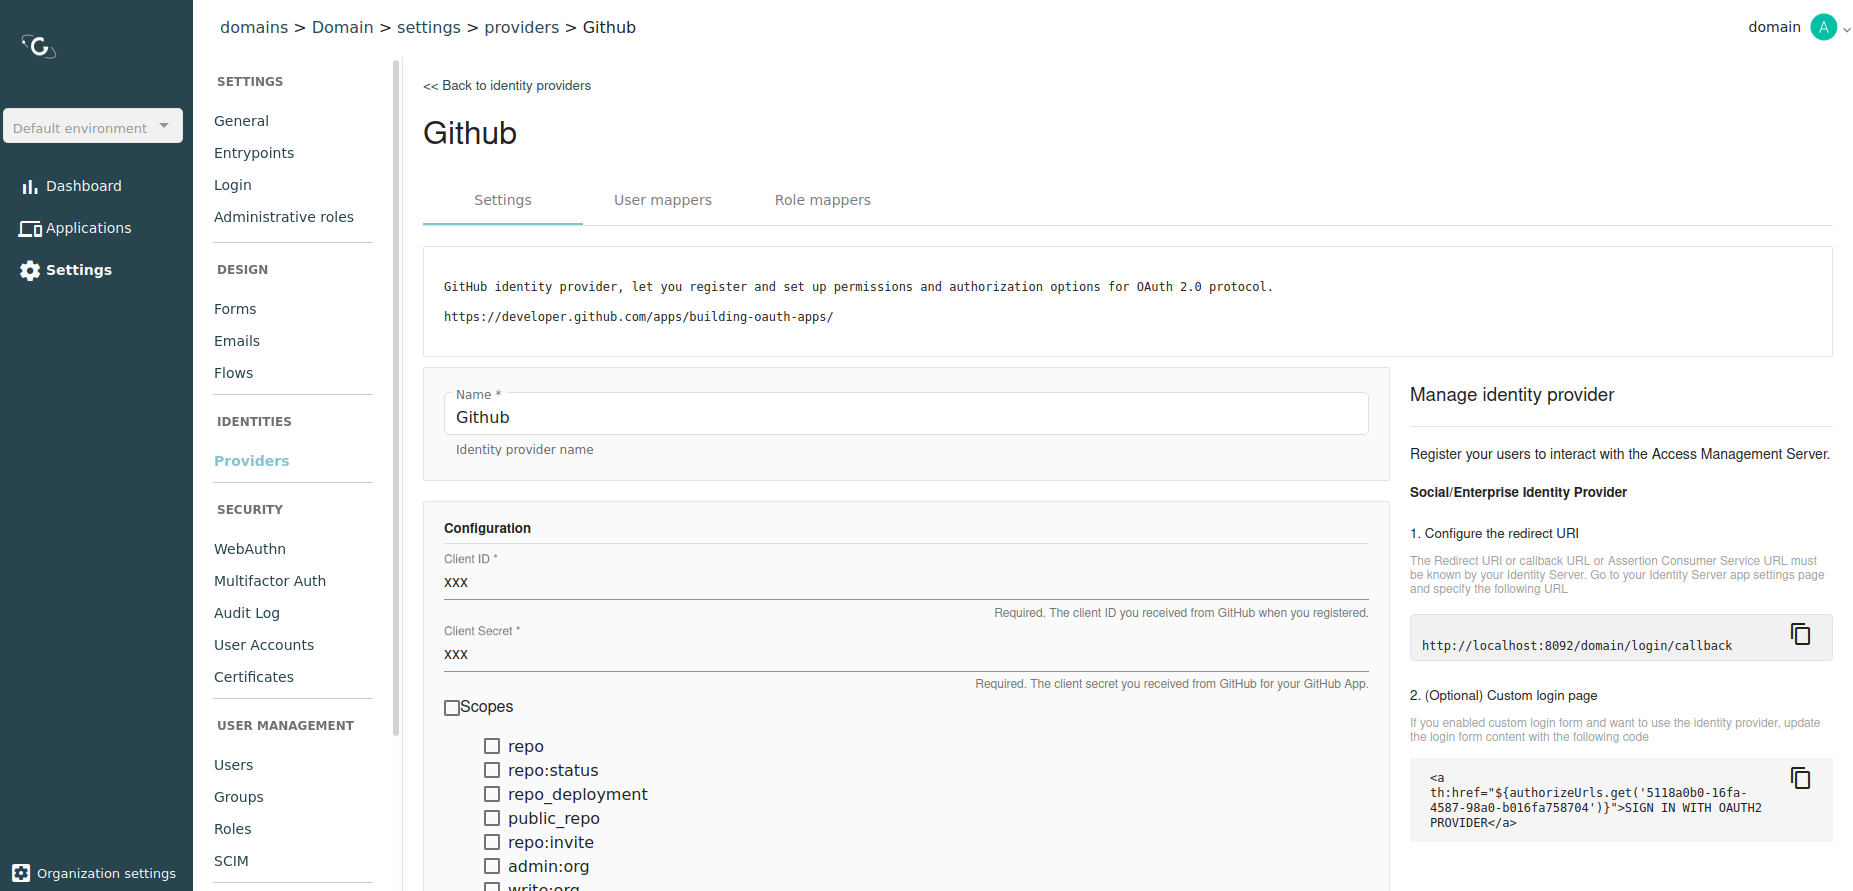 domains > Domain > settings > providers > Github
domain
A
Default environment
Dashboard
Applications
Settings
Organization settings
SETTINGS
General
Entrypoints
Login
Administrative roles
DESIGN
Forms
Emails
Flows
IDENTITIES
Providers
SECURITY
WebAuthn
Multifactor Auth
Audit Log
User Accounts
Certificates
USER MANAGEMENT
Users
Groups
Roles
SCIM
<< Back to identity providers
Github
Settings
User mappers
Role mappers
GitHub identity provider, let you register and set up permissions and authorization options for OAuth 2.0 protocol.
https://developer.github.com/apps/building-oauth-apps/
Name *
Github
Identity provider name
Configuration
Client ID *
xxx
Required. The client ID you received from GitHub when you registered.
Client Secret *
xxx
Required. The client secret you received from GitHub for your GitHub App.
Scopes
repo
repo:status
repo_deployment
public_repo
repo:invite
admin:org
write:org
Manage identity provider
Register your users to interact with the Access Management Server.
Social/Enterprise Identity Provider
1. Configure the redirect URI
The Redirect URI or callback URL or Assertion Consumer Service URL must
be known by your Identity Server. Go to your Identity Server app settings page
and specify the following URL
http://localhost:8092/domain/login/callback
2. (Optional) Custom login page
If you enabled custom login form and want to use the identity provider, update
the login form content with the following code
<a
th:href="${authorizeUrls.get('5118a0b0-16fa-
4587-98a0-b016fa758704')}">SIGN IN WITH OAUTH2
PROVIDER</a>